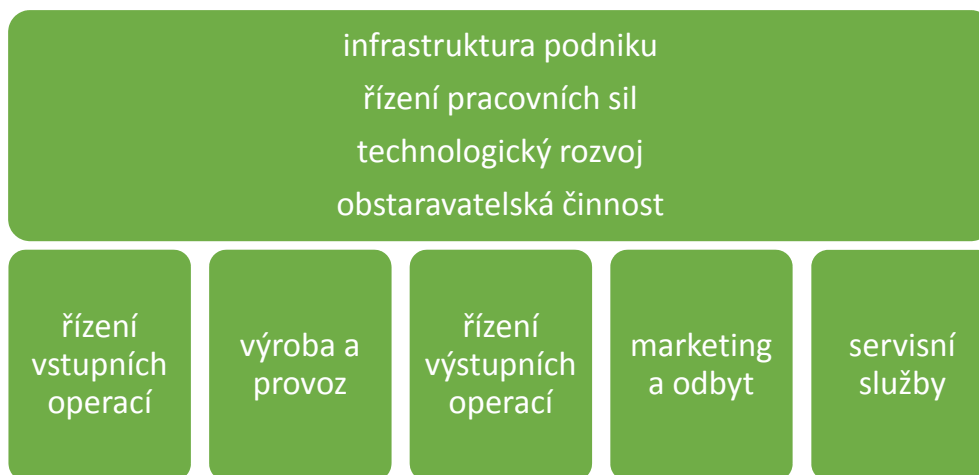 infrastruktura podniku
řízení pracovních sil
technologický rozvoj
obstaravatelská činnost
řízení
vstupních
operací
výroba a
provoz
řízení
výstupních
operací
marketing
a odbyt
servisní
služby